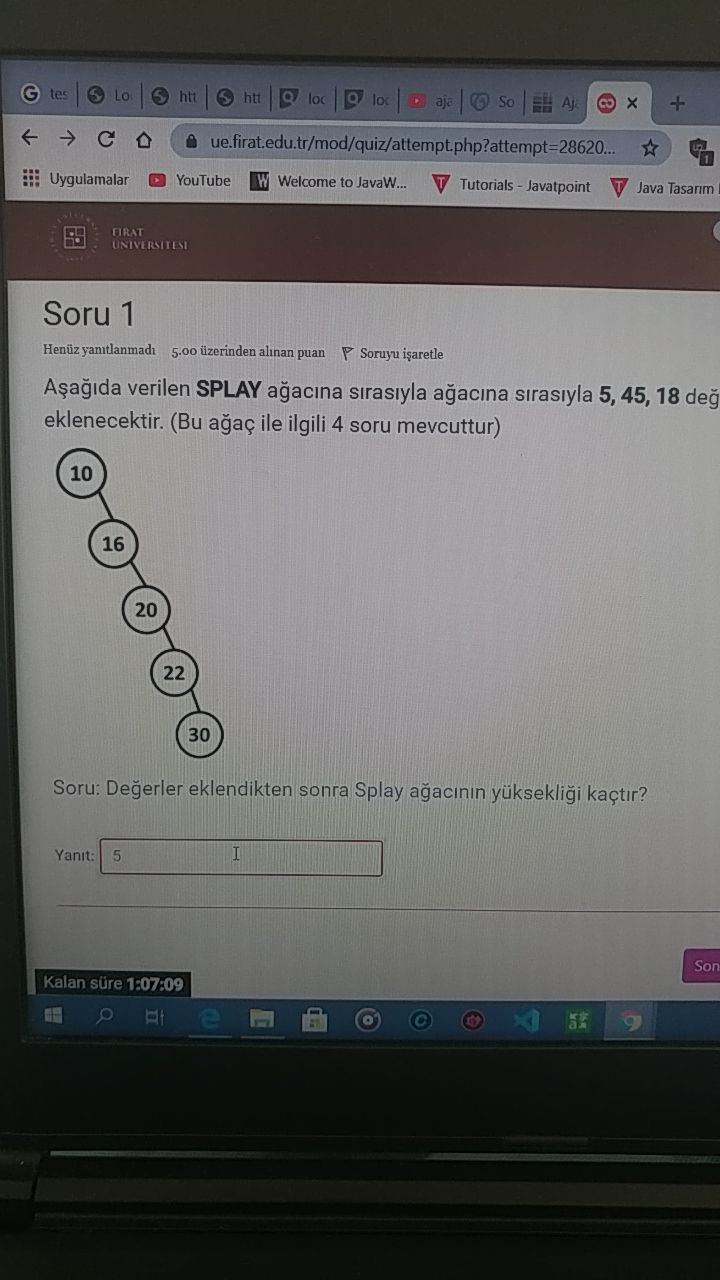 tes Lo htt htt loc loc aja So Aja
ue.firat.edu.tr/mod/quiz/attempt.php?attempt=28620...
Uygulamalar YouTube Welcome to JavaW... Tutorials - Javatpoint Java Tasarım
FIRAT
ÜNİVERSİTESİ
Soru 1
Henüz yanıtlanmadı 5.00 üzerinden alınan puan Soruyu işaretle
Aşağıda verilen SPLAY ağacına sırasıyla ağacına sırasıyla 5, 45, 18 değ
eklenecektir. (Bu ağaç ile ilgili 4 soru mevcuttur)
10
16
20
22
30
Soru: Değerler eklendikten sonra Splay ağacının yüksekliği kaçtır?
Yanıt: 5
Son
Kalan süre 1:07:09